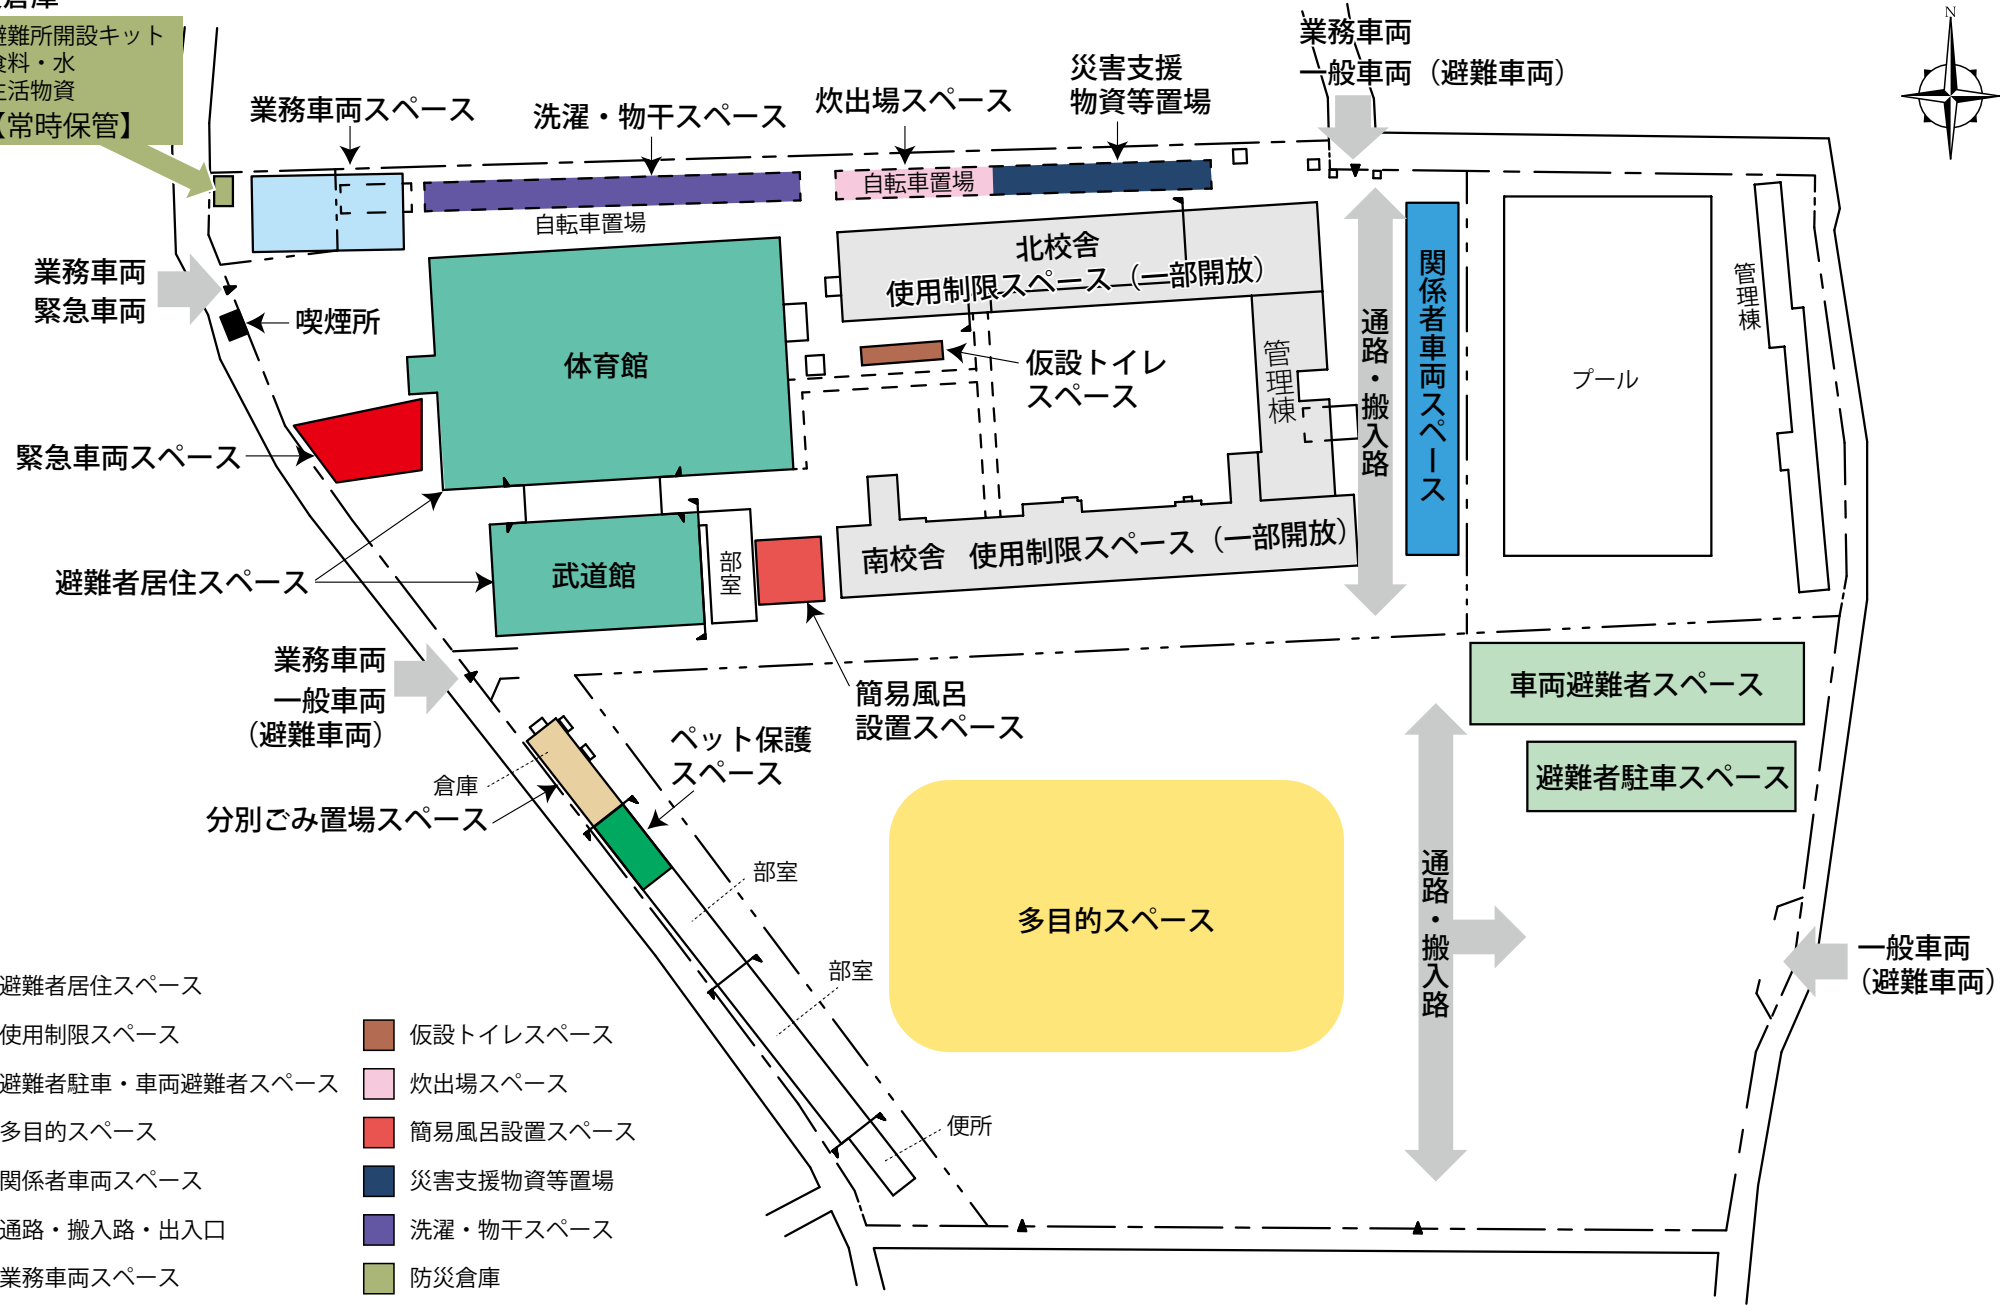 倉庫
避難所開設キット
食料・水
生活物資
【常時保管】
業務車両スペース
洗濯・物干スペース
炊出場スペース
災害支援
物資等置場
業務車両
一般車両（避難車両）
N
自転車置場
自転車置場
業務車両
緊急車両
喫煙所
体育館
北校舎
使用制限スペース（一部開放）
仮設トイレ
スペース
管理棟
通路・搬入路
関係者車両スペース
プール
管理棟
緊急車両スペース
避難者居住スペース
武道館
部室
南校舎　使用制限スペース（一部開放）
業務車両
一般車両
（避難車両）
簡易風呂
設置スペース
車両避難者スペース
避難者駐車スペース
ペット保護
スペース
倉庫
分別ごみ置場スペース
部室
部室
便所
多目的スペース
通路・搬入路
一般車両
（避難車両）
避難者居住スペース
使用制限スペース
避難者駐車・車両避難者スペース
多目的スペース
関係者車両スペース
通路・搬入路・出入口
業務車両スペース
仮設トイレスペース
炊出場スペース
簡易風呂設置スペース
災害支援物資等置場
洗濯・物干スペース
防災倉庫